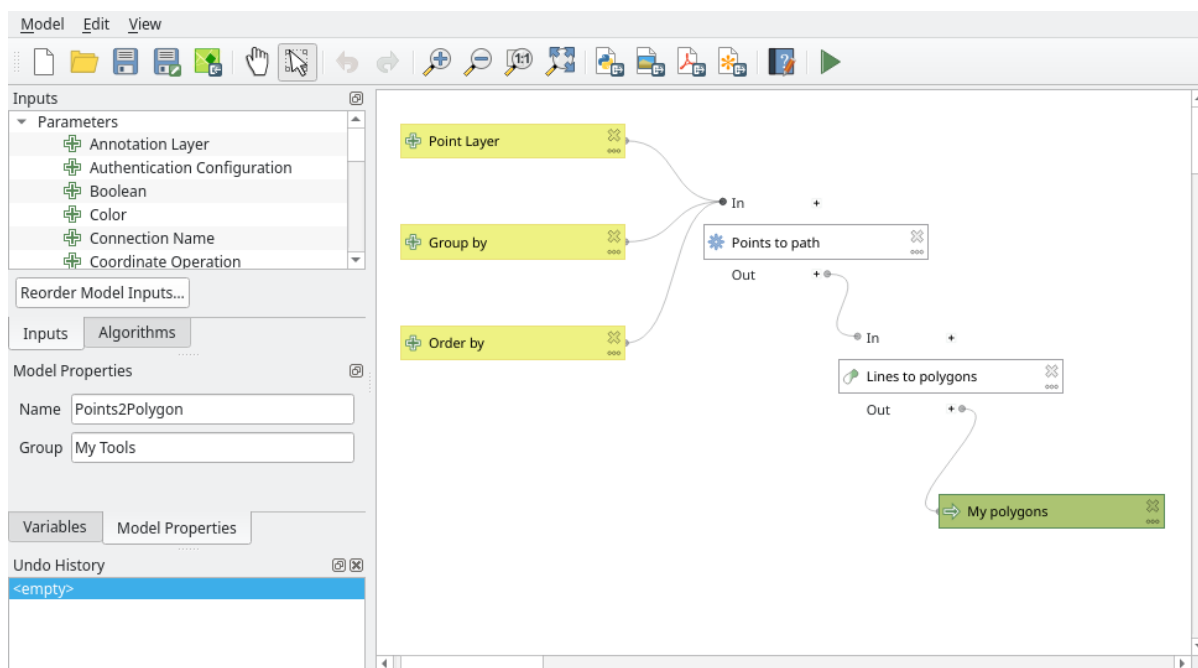 Model Edit View
1:1
Inputs
Parameters
Annotation Layer
Authentication Configuration
Boolean
Color
Connection Name
Coordinate Operation
Reorder Model Inputs...
Inputs Algorithms
Model Properties
Name Points2Polygon
Group My Tools
Variables Model Properties
Undo History
<empty>
Point Layer
Group by
Order by
In
Points to path
Out
In
Lines to polygons
Out
My polygons